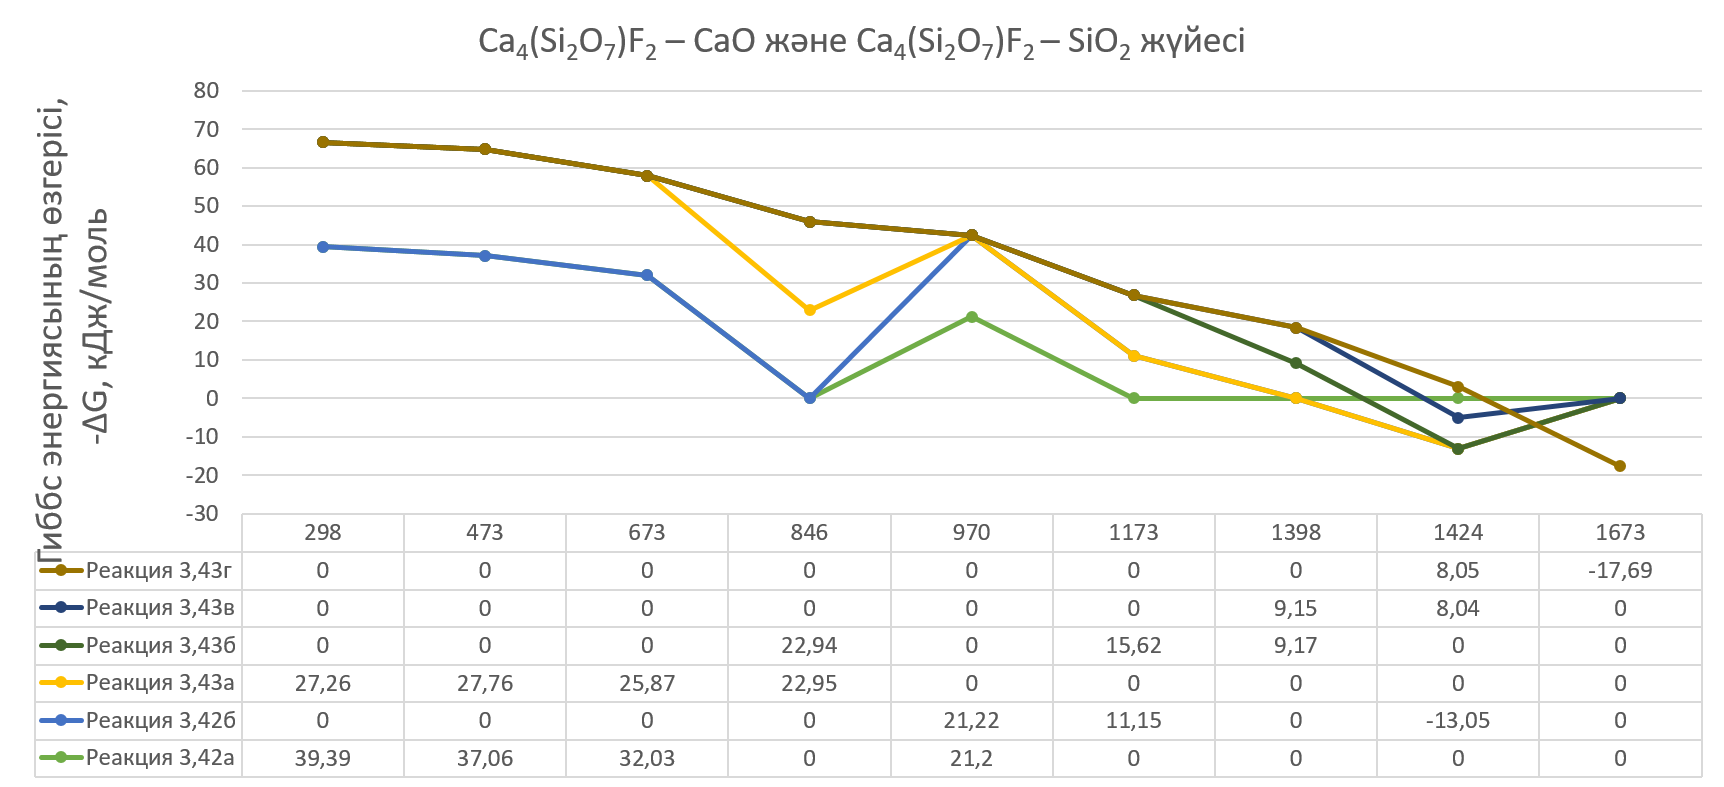 Ca₄(Si₂O₇)F₂ – CaO және Ca₄(Si₂O₇)F₂ – SiO₂ жүйесі
Гиббс энергиясының өзгерісі,
-ΔG, кДж/моль
80
70
60
50
40
30
20
10
0
-10
-20
-30
298 473 673 846 970 1173 1398 1424 1673
Реакция 3,43г 0 0 0 0 0 0 0 8,05 -17,69
Реакция 3,43в 0 0 0 0 0 0 9,15 8,04 0
Реакция 3,43б 0 0 0 22,94 0 15,62 9,17 0 0
Реакция 3,43а 27,26 27,76 25,87 22,95 0 0 0 0 0
Реакция 3,42б 0 0 0 0 21,22 11,15 0 -13,05 0
Реакция 3,42а 39,39 37,06 32,03 0 21,2 0 0 0 0